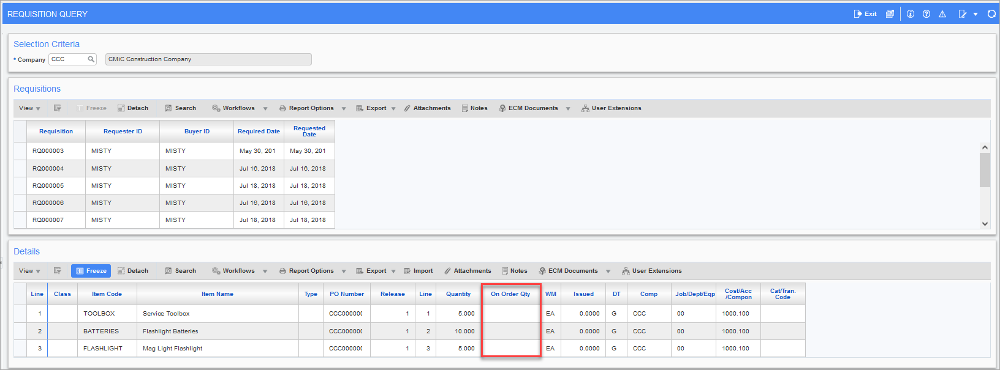 REQUISITION QUERY Exit
Selection Criteria
* Company CCC CMiC Construction Company
Requisitions
View Freeze Detach Search Workflows Report Options Export Attachments Notes ECM Documents User Extensions
Requisition Requester ID Buyer ID Required Date Requested Date
RQ000003 MISTY MISTY May 30, 201 May 30, 201
RQ000004 MISTY MISTY Jul 16, 2018 Jul 16, 2018
RQ000005 MISTY MISTY Jul 18, 2018 Jul 18, 2018
RQ000006 MISTY MISTY Jul 16, 2018 Jul 16, 2018
RQ000007 MISTY MISTY Jul 18, 2018 Jul 18, 2018
Details
View Freeze Detach Search Workflows Report Options Export Import Attachments Notes ECM Documents User Extensions
Line Class Item Code Item Name Type PO Number Release Line Quantity On Order Qty WM Issued DT Comp Job/Dept/Eqp Cost/Acc/Compon Cat/Tran. Code
1 TOOLBOX Service Toolbox CCC000000 1 1 5.000 EA 0.0000 G CCC 00 1000.100
2 BATTERIES Flashlight Batteries CCC000000 1 2 10.000 EA 0.0000 G CCC 00 1000.100
3 FLASHLIGHT Mag Light Flashlight CCC000000 1 3 5.000 EA 0.0000 G CCC 00 1000.100